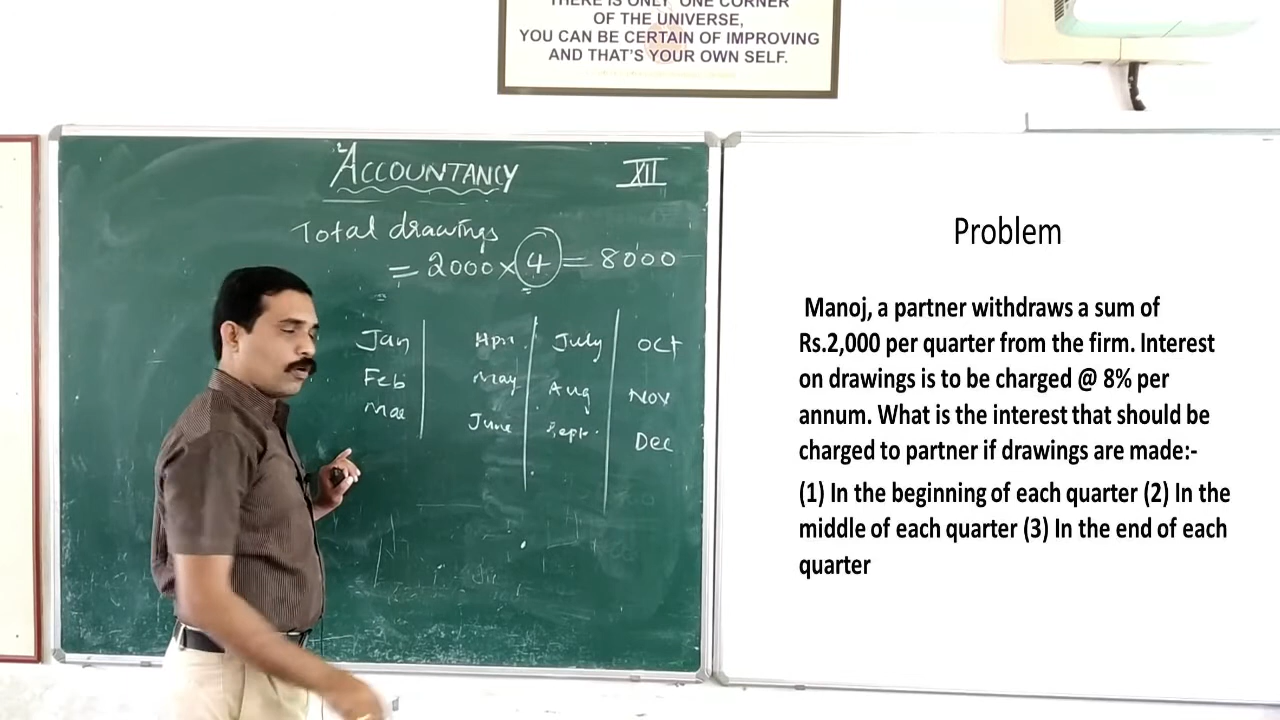 THERE IS ONLY ONE CORNER
OF THE UNIVERSE,
YOU CAN BE CERTAIN OF IMPROVING
AND THAT'S YOUR OWN SELF.
ACCOUNTANCY XII
Total drawings
= 2000 × 4 = 8000
Jan
Feb
Mar
April
May
June
July
Aug
Sept.
Oct
Nov
Dec
Problem
Manoj, a partner withdraws a sum of
Rs.2,000 per quarter from the firm. Interest
on drawings is to be charged @ 8% per
annum. What is the interest that should be
charged to partner if drawings are made:-
(1) In the beginning of each quarter (2) In the
middle of each quarter (3) In the end of each
quarter